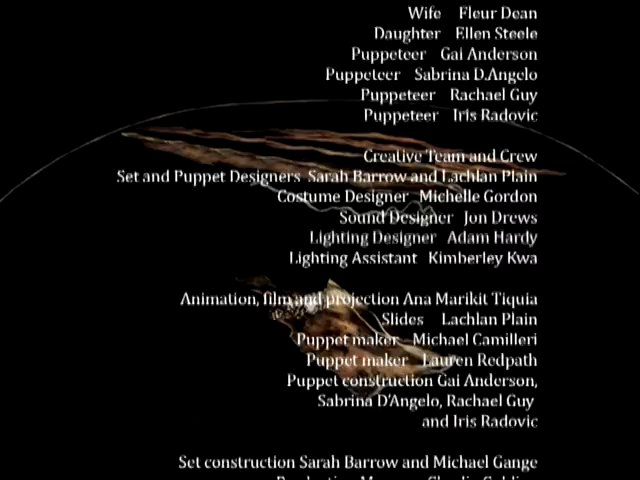 Wife Fleur Dean
Daughter Ellen Steele
Puppeteer Gai Anderson
Puppeteer Sabrina D.Angelo
Puppeteer Rachael Guy
Puppeteer Iris Radovic
Creative Team and Crew
Set and Puppet Designers Sarah Barrow and Lachlan Plain
Costume Designer Michelle Gordon
Sound Designer Jon Drews
Lighting Designer Adam Hardy
Lighting Assistant Kimberley Kwa
Animation, film and projection Ana Marikit Tiquia
Slides Lachlan Plain
Puppet maker Michael Camilleri
Puppet maker Lauren Redpath
Puppet construction Gai Anderson,
Sabrina D'Angelo, Rachael Guy
and Iris Radovic
Set construction Sarah Barrow and Michael Gange